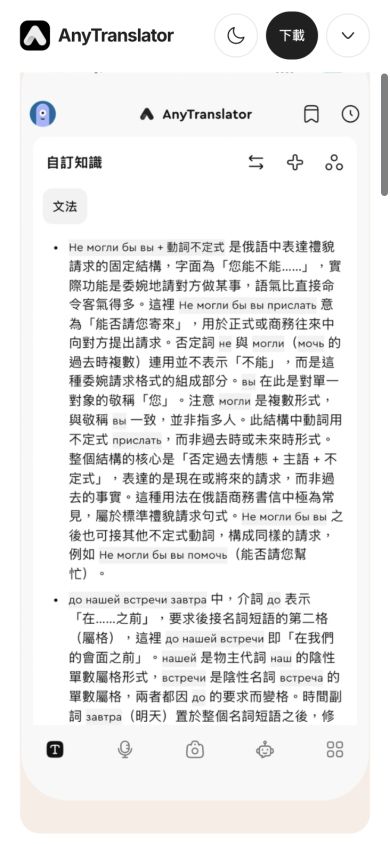 AnyTranslator
下載
AnyTranslator
自訂知識
文法
• Не могли бы вы + 動詞不定式 是俄語中表達禮貌
請求的固定結構，字面為「您能不能……」，實
際功能是委婉地請對方做某事，語氣比直接命
令客氣得多。這裡 Не могли бы вы прислать 意
為「能否請您寄來」，用於正式或商務往來中
向對方提出請求。否定詞 не 與 могли（мочь 的
過去時複數）連用並不表示「不能」，而是這
種委婉請求格式的組成部分。вы 在此是對單一
對象的敬稱「您」。注意 могли 是複數形式，
與敬稱 вы 一致，並非指多人。此結構中動詞用
不定式 прислать，而非過去時或未來時形式。
整個結構的核心是「否定過去情態 + 主語 + 不
定式」，表達的是現在或將來的請求，而非過
去的事實。這種用法在俄語商務書信中極為常
見，屬於標準禮貌請求句式。Не могли бы вы 之
後也可接其他不定式動詞，構成同樣的請求，
例如 Не могли бы вы помочь（能否請您幫
忙）。
• до нашей встречи завтра 中，介詞 до 表示
「在……之前」，要求後接名詞短語的第二格
（屬格），這裡 до нашей встречи 即「在我們
的會面之前」。нашей 是物主代詞 наш 的陰性
單數屬格形式，встречи 是陰性名詞 встреча 的
單數屬格，兩者都因 до 的要求而變格。時間副
詞 завтра（明天）置於整個名詞短語之後，修